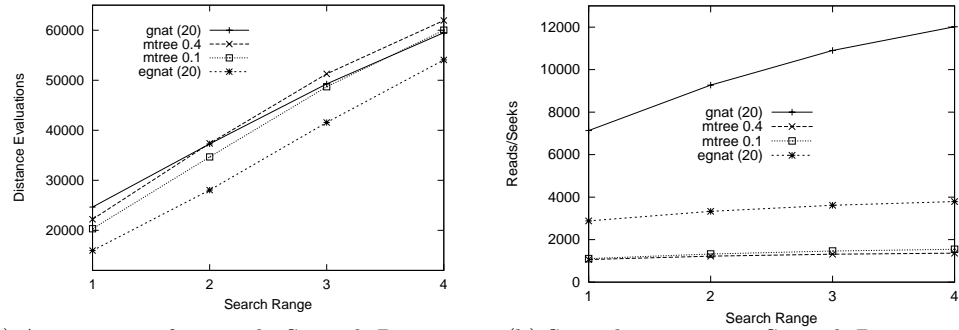 gnat (20)
mtree 0.4
mtree 0.1
egnat (20)
60000
50000
40000
30000
20000
Distance Evaluations
1 2 3 4
Search Range
12000
10000
8000
6000
4000
2000
0
Reads/Seeks
gnat (20)
mtree 0.4
mtree 0.1
egnat (20)
1 2 3 4
Search Range